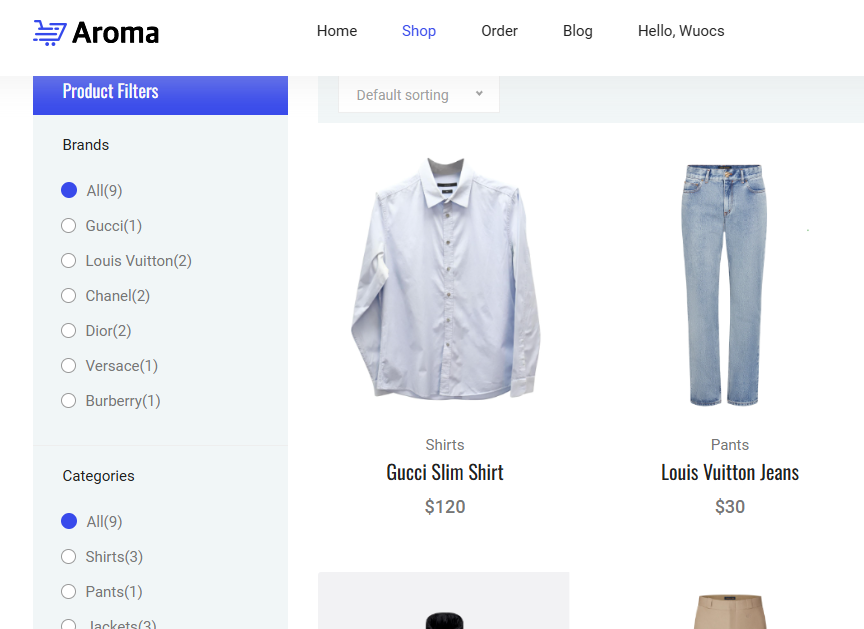 Aroma
Home Shop Order Blog Hello, Wuocs
Product Filters
Default sorting
Brands
All(9)
Gucci(1)
Louis Vuitton(2)
Chanel(2)
Dior(2)
Versace(1)
Burberry(1)
Categories
All(9)
Shirts(3)
Pants(1)
Jackets(3)
Shirts
Gucci Slim Shirt
$120
Pants
Louis Vuitton Jeans
$30